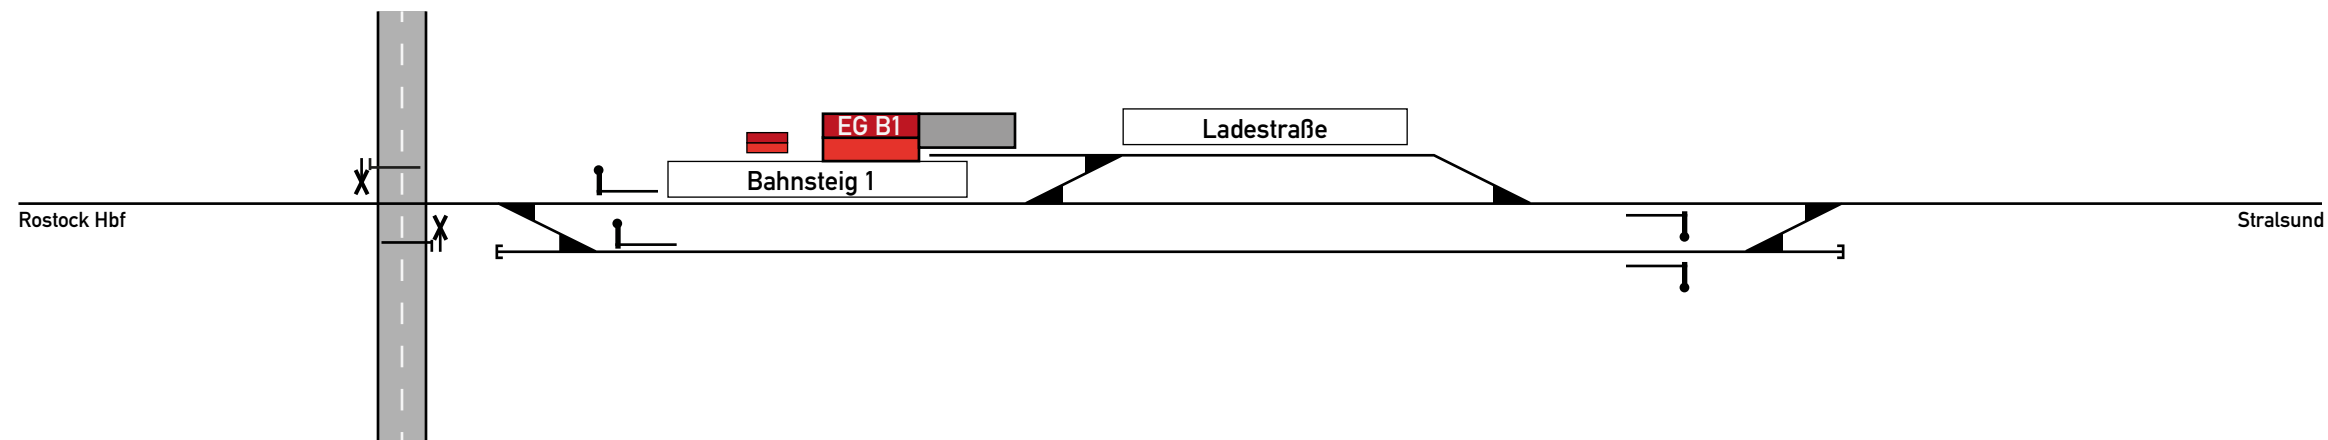 EG B1
Ladestraße
Bahnsteig 1
Rostock Hbf
Stralsund